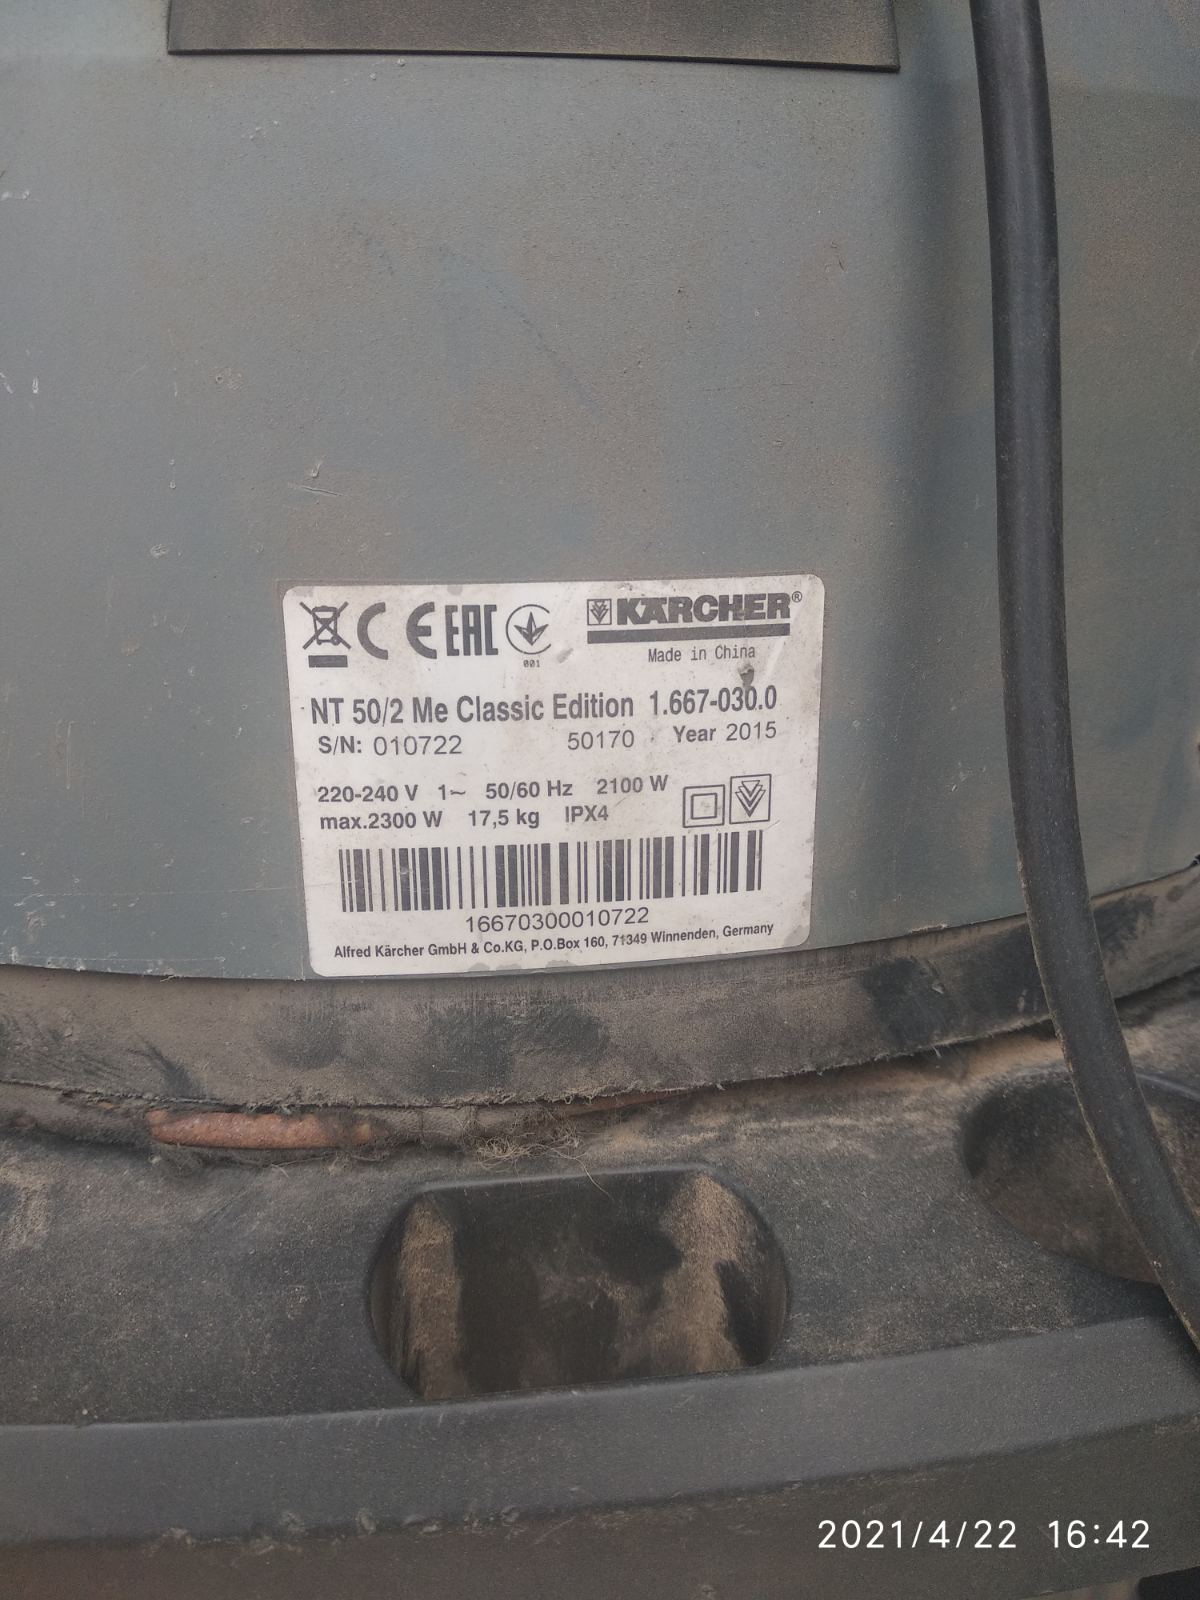 CE EAC
001
KÄRCHER®
Made in China
NT 50/2 Me Classic Edition 1.667-030.0
S/N: 010722 50170 Year 2015
220-240 V 1~ 50/60 Hz 2100 W
max.2300 W 17,5 kg IPX4
16670300010722
Alfred Kärcher GmbH & Co.KG, P.O.Box 160, 71349 Winnenden, Germany
2021/4/22 16:42